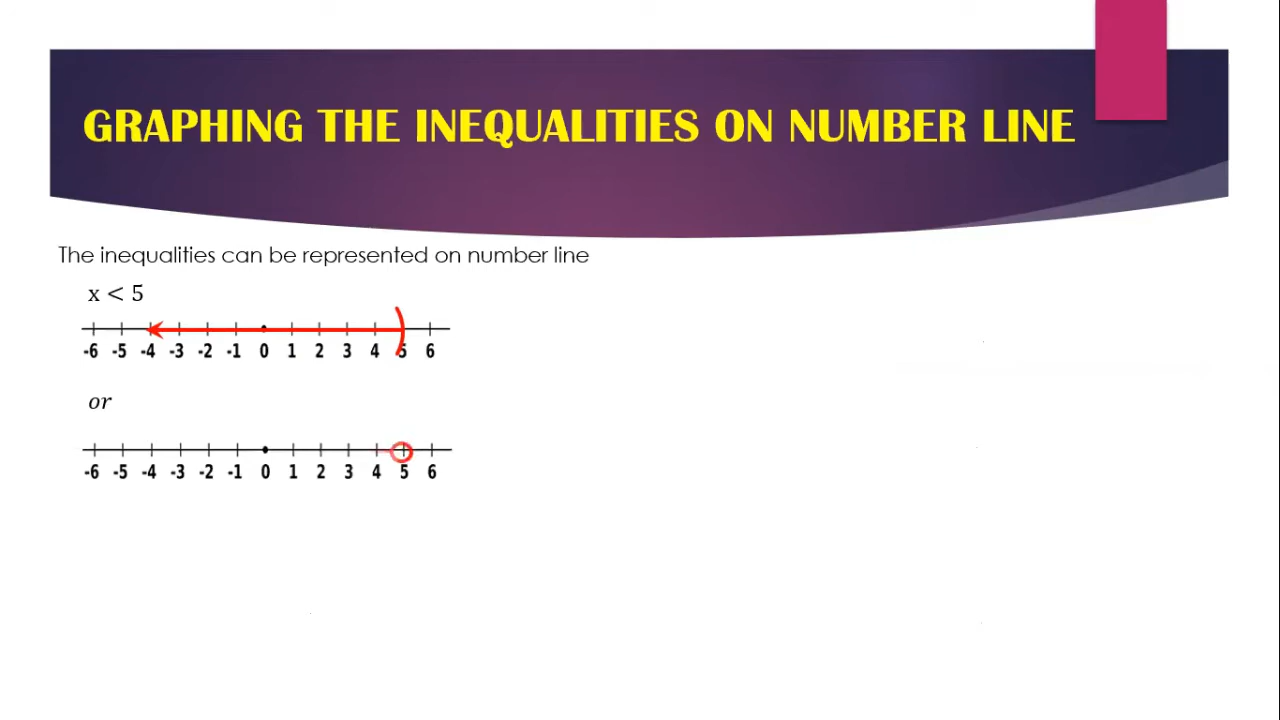 GRAPHING THE INEQUALITIES ON NUMBER LINE
The inequalities can be represented on number line
x < 5
-6 -5 -4 -3 -2 -1 0 1 2 3 4 5 6
or
-6 -5 -4 -3 -2 -1 0 1 2 3 4 5 6